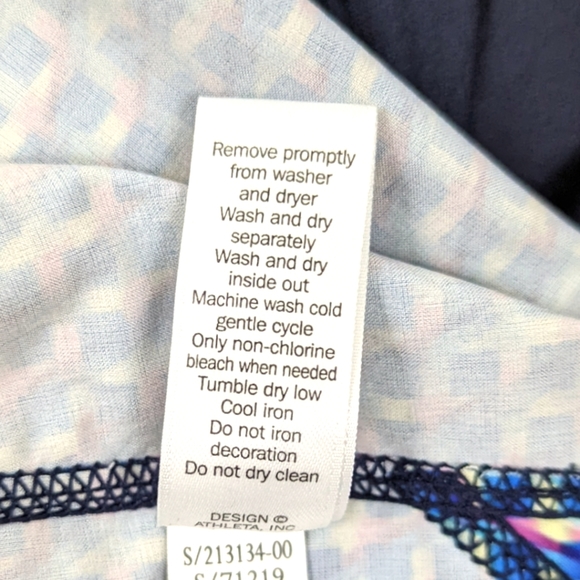 Remove promptly
from washer
and dryer
Wash and dry
separately
Wash and dry
inside out
Machine wash cold
gentle cycle
Only non-chlorine
bleach when needed
Tumble dry low
Cool iron
Do not iron
decoration
Do not dry clean
DESIGN ©
ATHLETA, INC
S/213134-00
S/71219